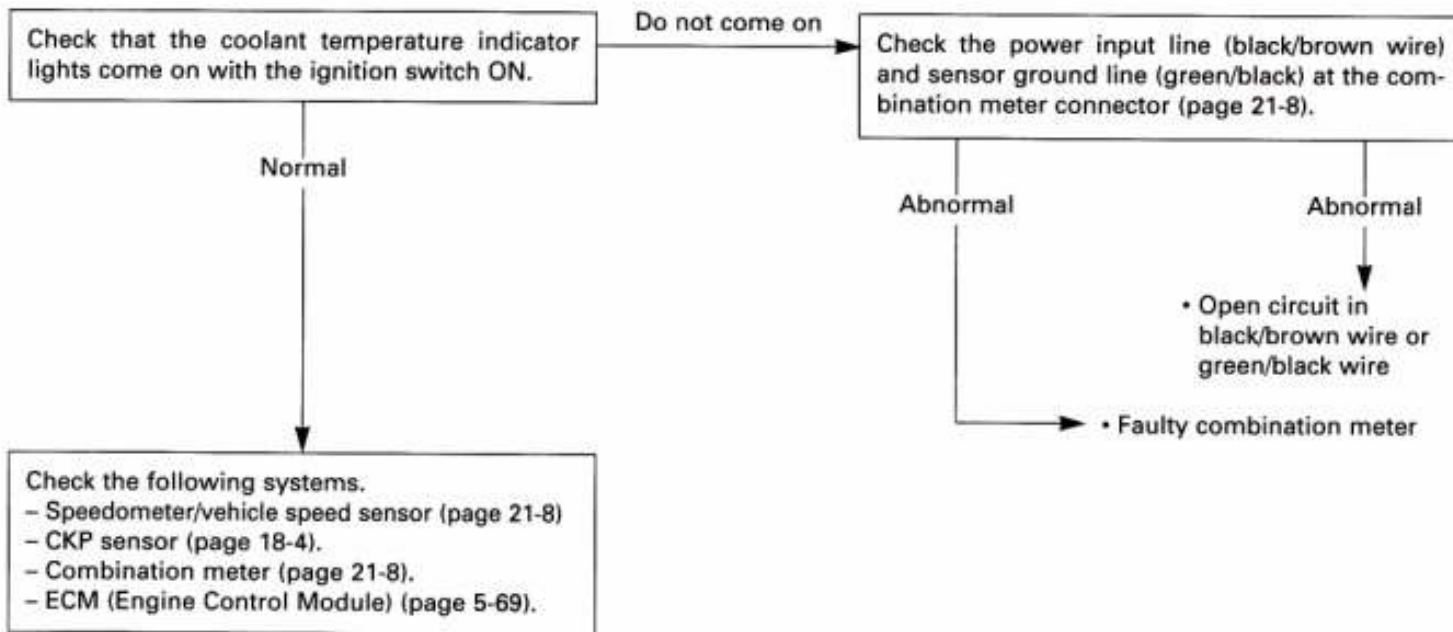 Check that the coolant temperature indicator
lights come on with the ignition switch ON.
Do not come on
Check the power input line (black/brown wire)
and sensor ground line (green/black) at the com-
bination meter connector (page 21-8).
Normal
Abnormal
Abnormal
• Open circuit in
black/brown wire or
green/black wire
• Faulty combination meter
Check the following systems.
– Speedometer/vehicle speed sensor (page 21-8)
– CKP sensor (page 18-4).
– Combination meter (page 21-8).
– ECM (Engine Control Module) (page 5-69).